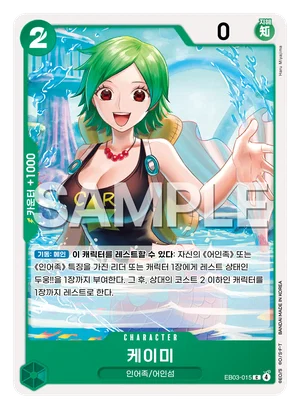 2
0
지혜
知
카운터 +1000
CRI
SAMPLE
기동: 메인 이 캐릭터를 레스트할 수 있다: 자신의 《어인족》 또는
《인어족》 특징을 가진 리더 또는 캐릭터 1장에게 레스트 상태인
두웅!!을 1장까지 부여한다. 그 후, 상대의 코스트 2 이하인 캐릭터를
1장까지 레스트로 한다.
CHARACTER
케이미
인어족/어인섬
EB03-015
BANDAI MADE IN KOREA